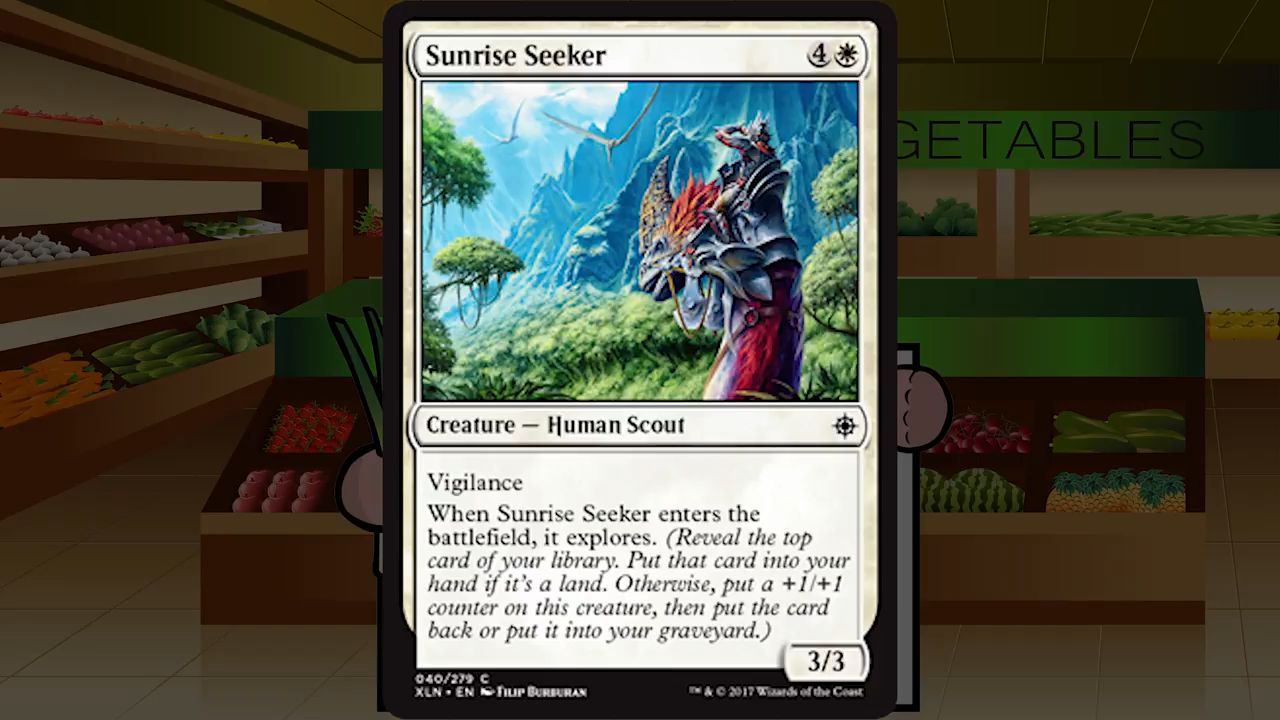 Sunrise Seeker 4
GETABLES
Creature — Human Scout
Vigilance
When Sunrise Seeker enters the
battlefield, it explores. (Reveal the top
card of your library. Put that card into your
hand if it's a land. Otherwise, put a +1/+1
counter on this creature, then put the card
back or put it into your graveyard.)
3/3
040/279 C
XLN • EN Filip Burburan
™ & © 2017 Wizards of the Coast